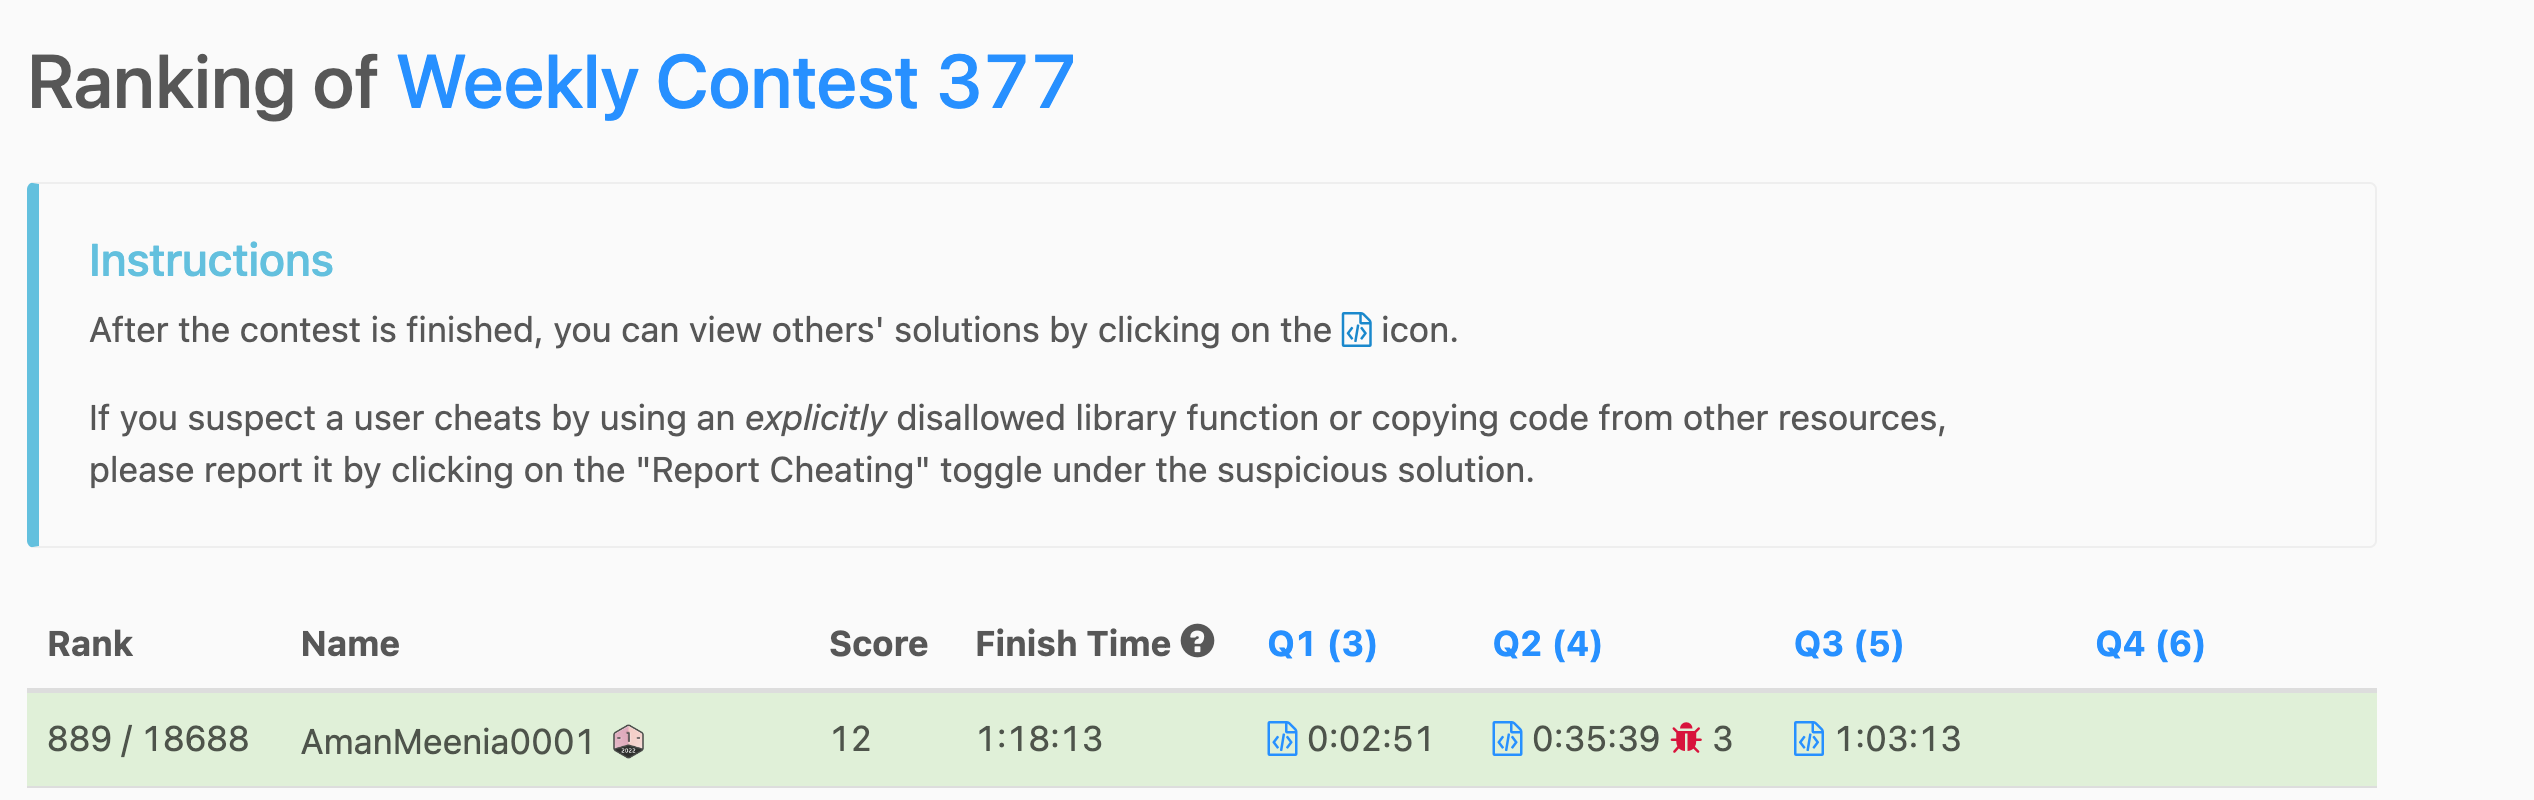 Ranking of Weekly Contest 377
Instructions
After the contest is finished, you can view others' solutions by clicking on the icon.
If you suspect a user cheats by using an explicitly disallowed library function or copying code from other resources,
please report it by clicking on the "Report Cheating" toggle under the suspicious solution.
Rank Name Score Finish Time ? Q1 (3) Q2 (4) Q3 (5) Q4 (6)
889 / 18688 AmanMeenia0001 1 2022 12 1:18:13 0:02:51 0:35:39 3 1:03:13